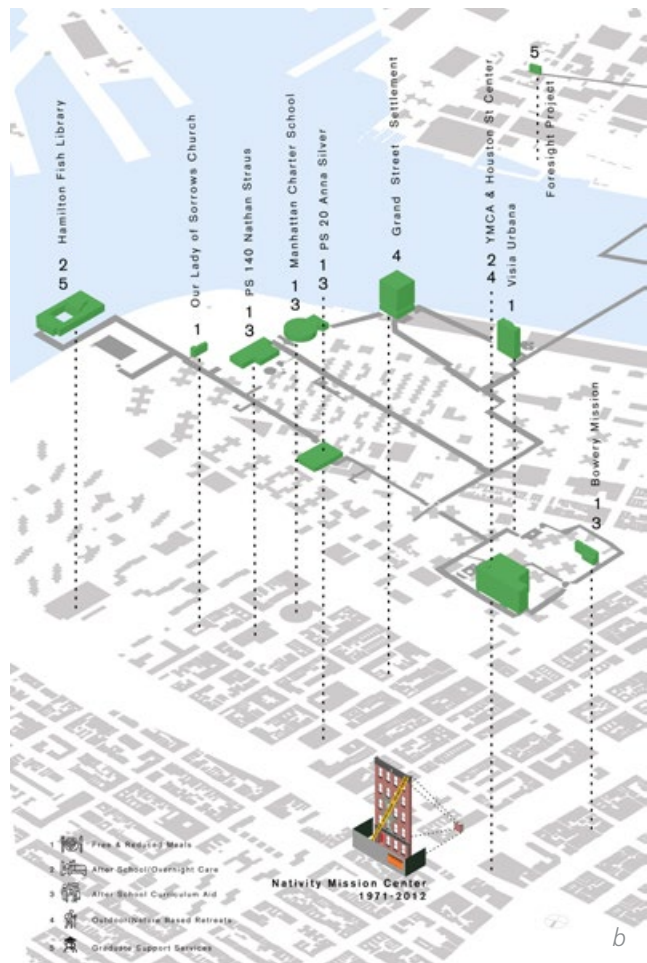 Hamilton Fish Library
2
5
Our Lady of Sorrows Church
1
PS 140 Nathan Straus
1
3
Manhattan Charter School
1
3
PS 20 Anna Silver
1
3
Grand Street Settlement
4
YMCA & Houston St Center
2
4
Visia Urbana
1
5
Foresight Project
Bowery Mission
1
3
1 Free & Reduced Meals
2 After School/Overnight Care
3 After School Curriculum Aid
4 Outdoor/Nature Based Retreats
5 Graduate Support Services
Nativity Mission Center
1971-2012
b